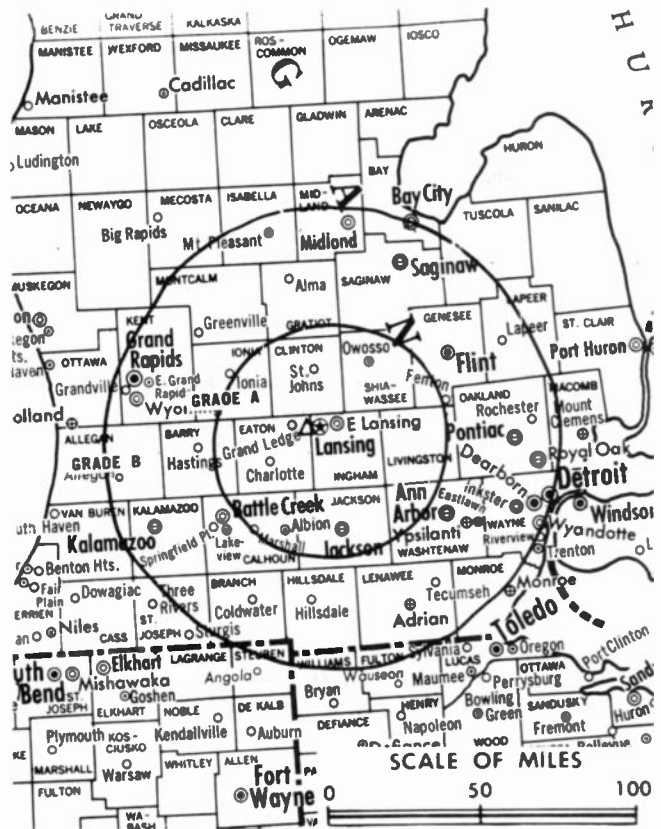 GRAND
BENZIE TRAVERSE KALKASKA
MANISTEE WEXFORD MISSAUKEE ROS-
COMMON OGEMAW IOSCO
H U
G
Cadillac
Manistee
MASON LAKE OSCEOLA CLARE GLADWIN ARENAC
Ludington
HURON
BAY
OCEANA NEWAYGO MECOSTA ISABELLA MID-
LAND
Bay City
TUSCOLA SANILAC
Big Rapids
Mt. Pleasant
Midlond
Saginaw
MUSKEGON
MONTCALM
Alma
SAGINAW
LAPEER
KENT
Greenville
GRATIOT
GENESEE
ST. CLAIR
Grand
Rapids
IONIA
CLINTON
Owosso
Lapeer
Port Huron
OTTAWA
E. Grand
Rapid
Ionia
St.
Johns
SHIA-
WASSEE
Flint
Fenton
MACOMB
Grandville
Wyo
GRADE A
OAKLAND
Rochester
Mount
Clemens
olland
ALLEGAN
BARRY
EATON
E Lansing
Lansing
Pontiac
Royal Oak
GRADE B
Allegan
Hastings
Grand Ledge
Charlotte
INGHAM
LIVINGSTON
Dearborn
Detroit
VAN BUREN
KALAMAZOO
Battle Creek
JACKSON
Ann
Arbor
Eastlawn
inkster
Windsor
uth Haven
Kalamazoo
Springfield Pl
Lake-
view
Marshall
Albion
CALHOUN
Jackson
Ypsilanti
WASHTENAW
WAYNE
Riverview
Wyandotte
Trenton
Benton Hts.
Fair
Plain
Dowagiac
Three
Rivers
BRANCH
Coldwater
HILLSDALE
Hillsdale
LENAWEE
Tecumseh
MONROE
Monroe
ERRIEN
Niles
CASS
ST.
JOSEPH
Sturgis
Adrian
Toledo
uth
Bend
ST.
JOSEPH
Elkhart
Mishawaka
Goshen
LAGRANGE
STEUBEN
Angola
WILLIAMS
FULTON
Sylvania
LUCAS
Oregon
Port Clinton
Bryan
Wauseon
Maumee
Perrysburg
OTTAWA
ELKHART
NOBLE
DE KALB
HENRY
Bowling
Green
SANDUSKY
Fremont
Huron
Plymouth
KOS-
CIUSKO
Kendallville
Auburn
DEFIANCE
Napoleon
WOOD
Defiance
Bellevue
MARSHALL
Warsaw
WHITLEY
ALLEN
FULTON
Fort
Wayne
WA-
BASH
SCALE OF MILES
0 50 100